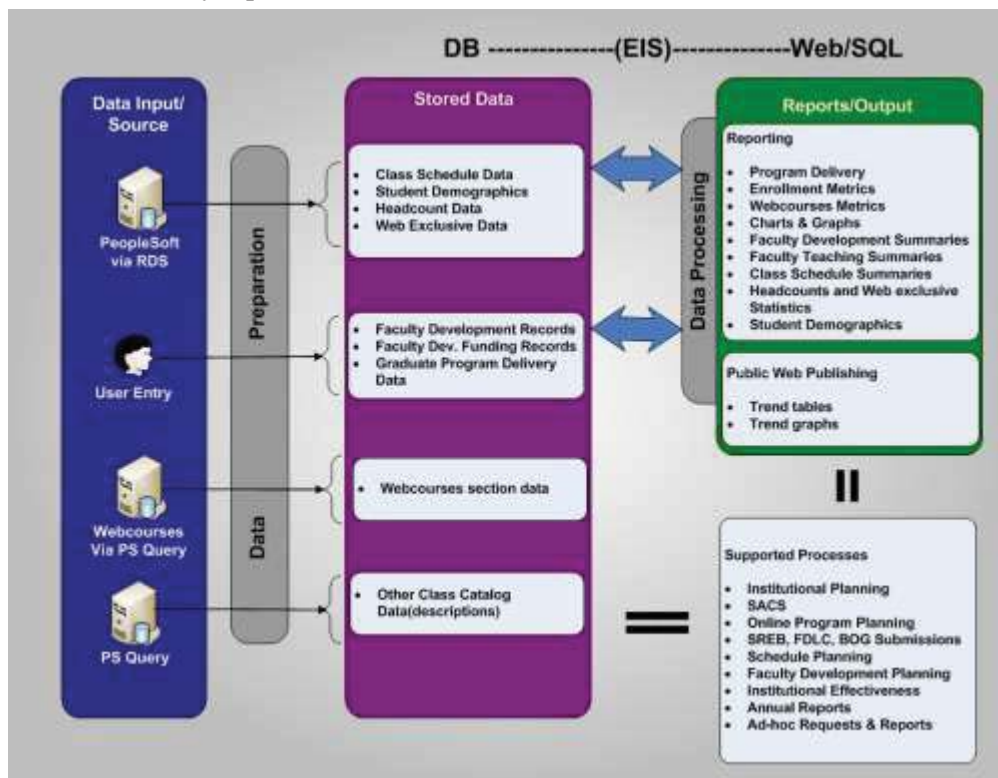 DB -------------(EIS)--------------Web/SQL
Data Input/
Source
PeopleSoft
via RDS
User Entry
Webcourses
Via PS Query
PS Query
Data Preparation
Stored Data
• Class Schedule Data
• Student Demographics
• Headcount Data
• Web Exclusive Data
• Faculty Development Records
• Faculty Dev. Funding Records
• Graduate Program Delivery
Data
• Webcourses section data
• Other Class Catalog
Data(descriptions)
Data Processing
Reports/Output
Reporting
• Program Delivery
• Enrollment Metrics
• Webcourses Metrics
• Charts & Graphs
• Faculty Development Summaries
• Faculty Teaching Summaries
• Class Schedule Summaries
• Headcounts and Web exclusive
Statistics
• Student Demographics
Public Web Publishing
• Trend tables
• Trend graphs
Supported Processes
• Institutional Planning
• SACS
• Online Program Planning
• SREB, FDLC, BOG Submissions
• Schedule Planning
• Faculty Development Planning
• Institutional Effectiveness
• Annual Reports
• Ad-hoc Requests & Reports